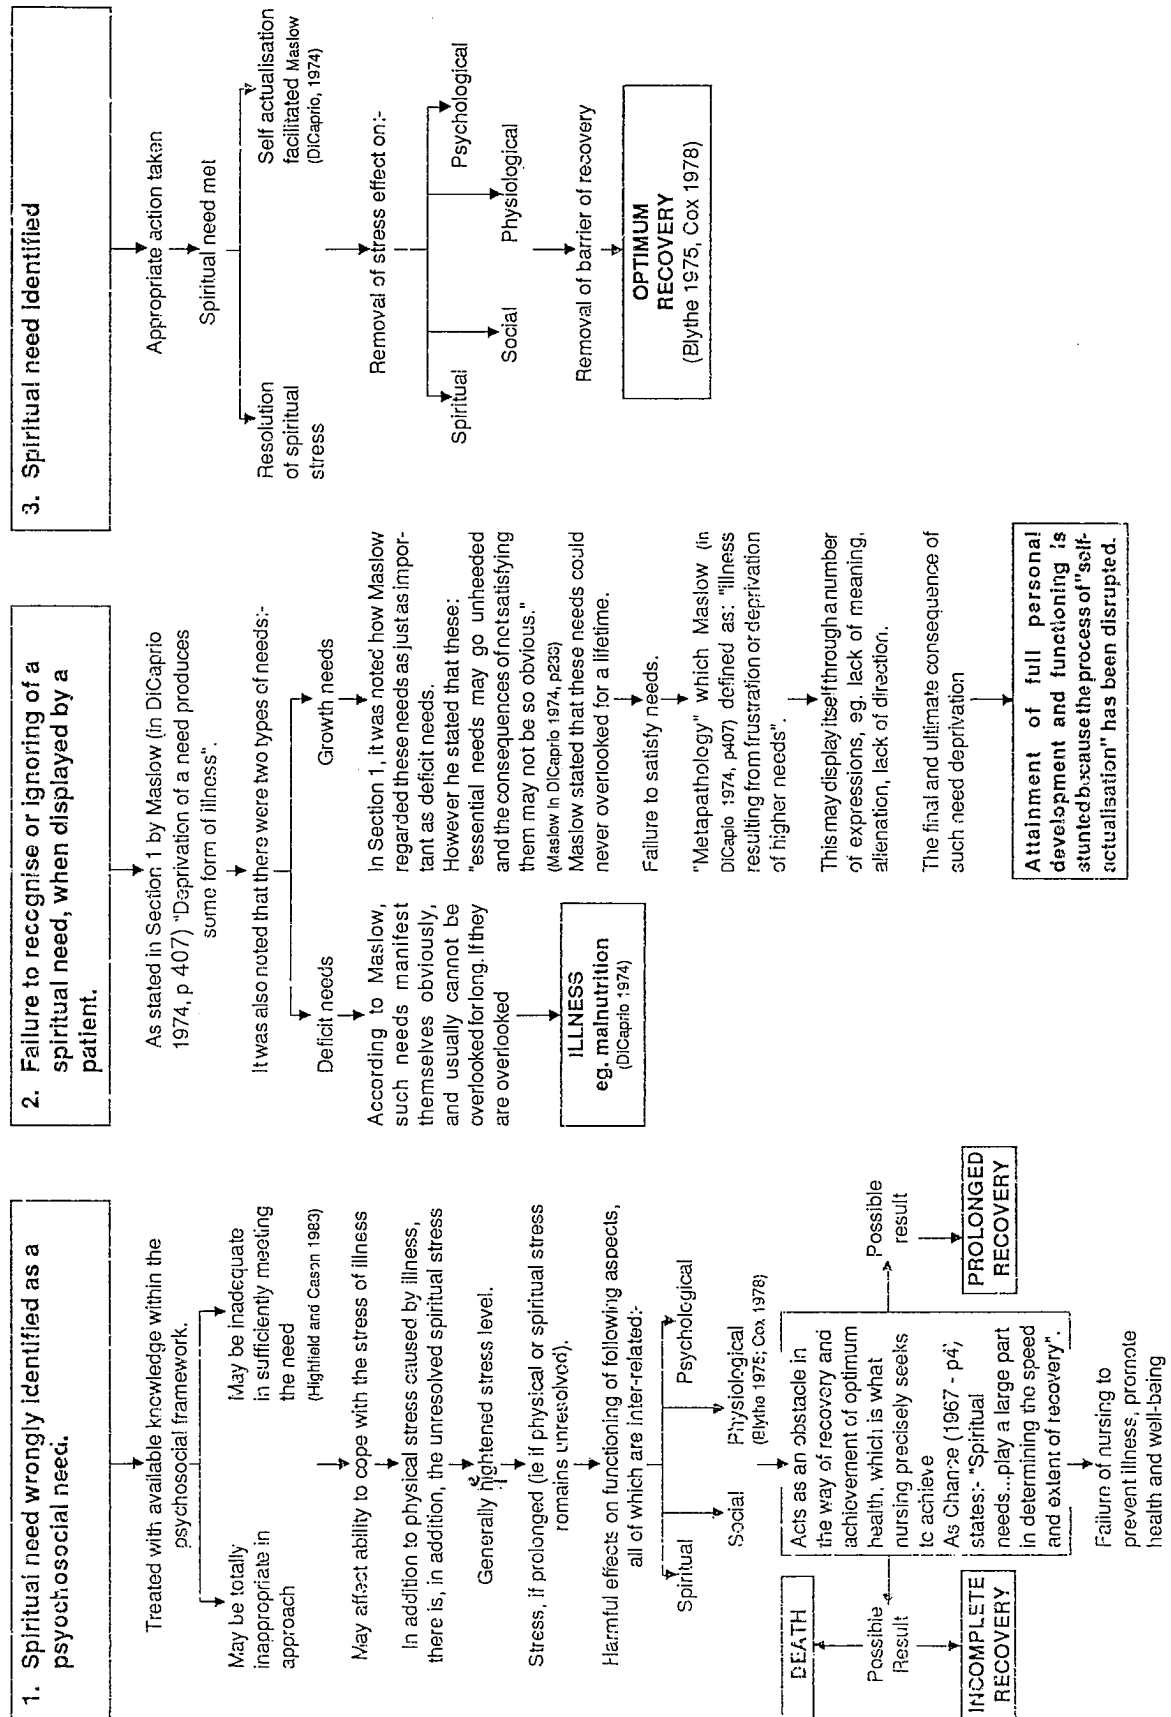 1. Spiritual need wrongly identified as a
psychosocial need.
Treated with available knowledge within the
psychosocial framework.
May be totally
inappropriate in
approach
May be inadequate
in sufficiently meeting
the need
(Highfield and Cason 1983)
May affect ability to cope with the stress of illness
In addition to physical stress caused by illness,
there is, in addition, the unresolved spiritual stress
Generally heightened stress level.
Stress, if prolonged (ie if physical or spiritual stress
remains unresolved).
Harmful effects on functioning of following aspects,
all of which are inter-related:-
Spiritual
Social
Physiological
(Blythe 1975; Cox 1978)
Psychological
Acts as an obstacle in
the way of recovery and
achievement of optimum
health, which is what
nursing precisely seeks
to achieve
As Chance (1967 - p4)
states:- "Spiritual
needs...play a large part
in determining the speed
and extent of recovery".
DEATH
Possible
Result
INCOMPLETE
RECOVERY
Possible
result
PROLONGED
RECOVERY
Failure of nursing to
prevent illness, promote
health and well-being
2. Failure to recognise or ignoring of a
spiritual need, when displayed by a
patient.
As stated in Section 1 by Maslow (in DiCaprio
1974, p 407) "Deprivation of a need produces
some form of illness".
It was also noted that there were two types of needs:-
Deficit needs
According to Maslow,
such needs manifest
themselves obviously,
and usually cannot be
overlooked for long. If they
are overlooked
ILLNESS
eg. malnutrition
(DiCaprio 1974)
Growth needs
In Section 1, it was noted how Maslow
regarded these needs as just as impor-
tant as deficit needs.
However he stated that these:
"essential needs may go unheeded
and the consequences of not satisfying
them may not be so obvious."
(Maslow in DiCaprio 1974, p233)
Maslow stated that these needs could
never overlooked for a lifetime.
Failure to satisfy needs.
"Metapathology" which Maslow (in
DiCapio 1974, p407) defined as: "illness
resulting from frustration or deprivation
of higher needs".
This may display itself through a number
of expressions, eg. lack of meaning,
alienation, lack of direction.
The final and ultimate consequence of
such need deprivation
Attainment of full personal
development and functioning is
stunted because the process of "self-
actualisation" has been disrupted.
3. Spiritual need identified
Appropriate action taken
Spiritual need met
Resolution
of spiritual
stress
Self actualisation
facilitated Maslow
(DiCaprio, 1974)
Removal of stress effect on:-
Spiritual
Social
Physiological
Psychological
Removal of barrier of recovery
OPTIMUM
RECOVERY
(Blythe 1975, Cox 1978)